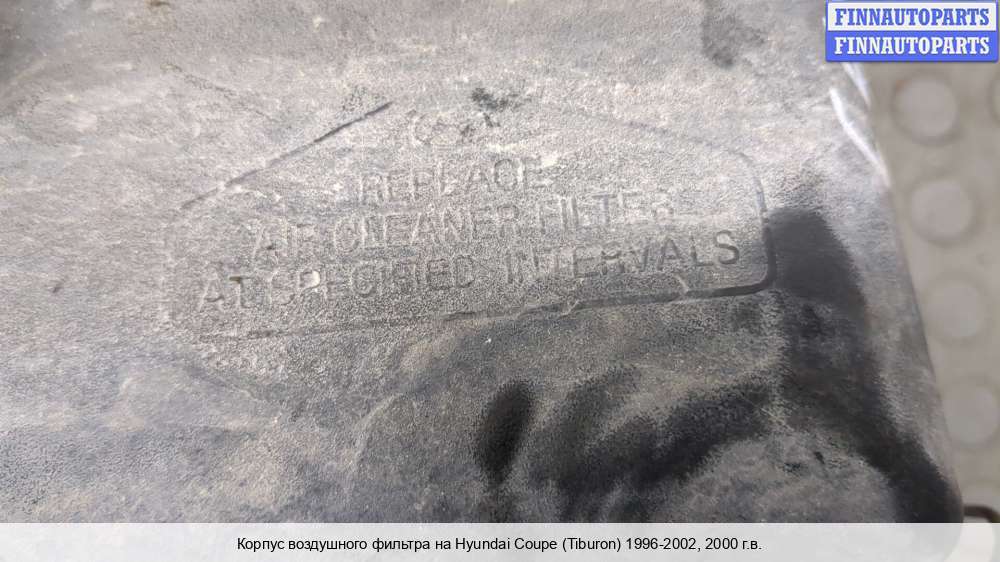 FINNAUTOPARTS
FINNAUTOPARTS
REPLACE
AIR CLEANER FILTER
AT SPECIFIED INTERVALS
Корпус воздушного фильтра на Hyundai Coupe (Tiburon) 1996-2002, 2000 г.в.